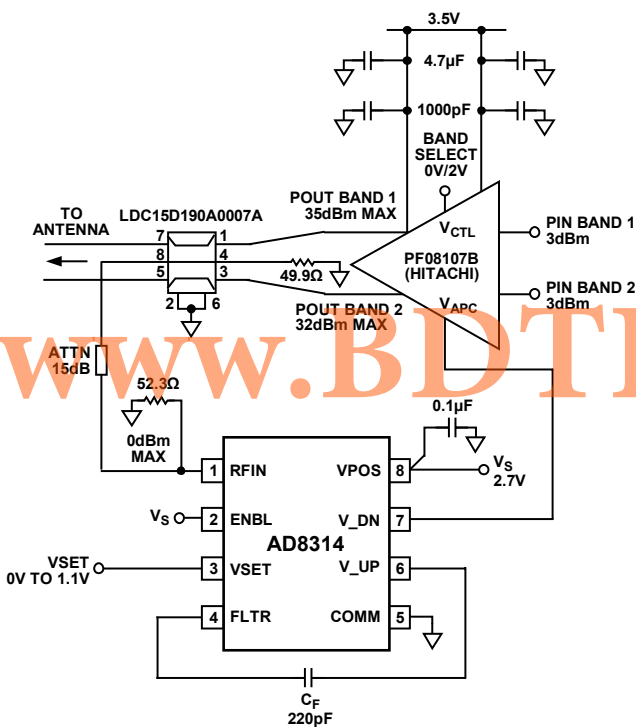 3.5V
4.7µF
1000pF
BAND
SELECT
0V/2V
TO
ANTENNA
LDC15D190A0007A
POUT BAND 1
35dBm MAX
7
1
8
4
5
3
2
6
49.9Ω
VCTL
PF08107B
(HITACHI)
VAPC
PIN BAND 1
3dBm
PIN BAND 2
3dBm
POUT BAND 2
32dBm MAX
www.BDTI
ATTN
15dB
52.3Ω
0dBm
MAX
0.1µF
1 RFIN
VPOS 8
VS
2.7V
VS
2 ENBL
V_DN 7
AD8314
VSET
0V TO 1.1V
3 VSET
V_UP 6
4 FLTR
COMM 5
CF
220pF